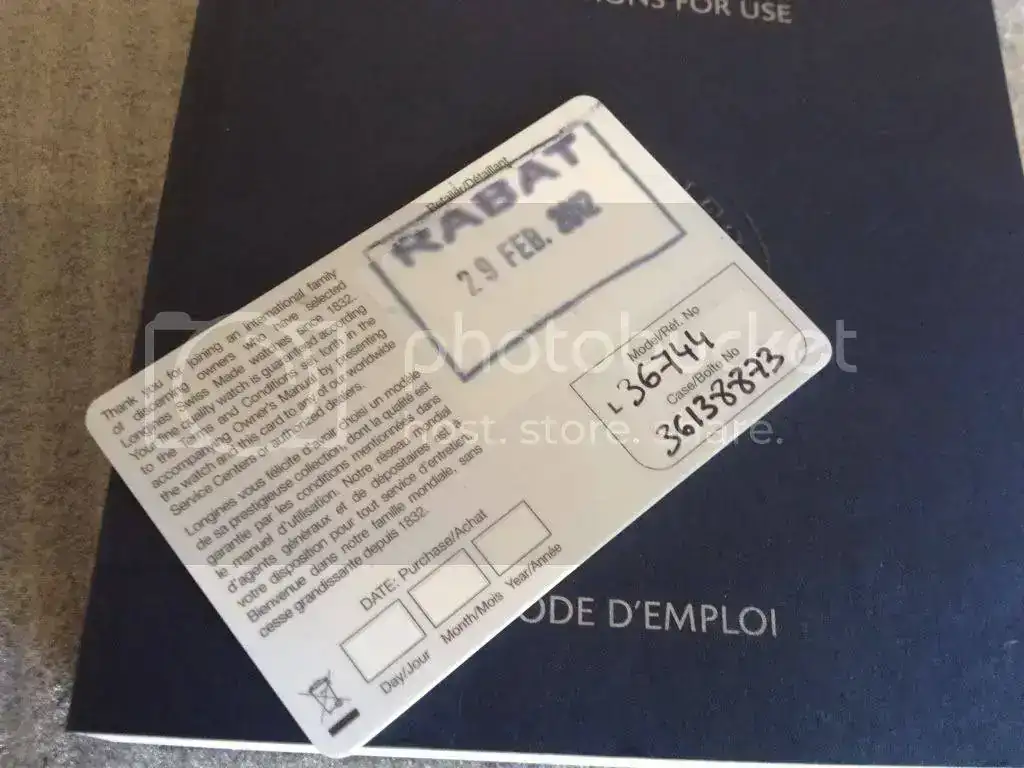 IONS FOR USE
Retailer/Détaillant
RABAT
29 FEB. 2012
Model/Ref. No
L36744
Case/Boîte No
36138873
Thank you for joining an international family
of discerning owners who have selected
Longines Swiss Made watches since 1832.
Your fine quality watch is guaranteed according
to the Terms and Conditions set forth in the
accompanying Owner's Manual by presenting
the watch and this card to any of our worldwide
Service Centers or authorized dealers.
Longines vous félicite d'avoir choisi un modèle
de sa prestigieuse collection, dont la qualité est
garantie par les conditions mentionnées dans
le manuel d'utilisation. Notre réseau mondial
d'agents généraux et de dépositaires est à
votre disposition pour tout service d'entretien.
Bienvenue dans notre famille mondiale, sans
cesse grandissante depuis 1832.
DATE: Purchase/Achat
Day/Jour Month/Mois Year/Année
ODE D'EMPLOI
photobucket
host. store. share.